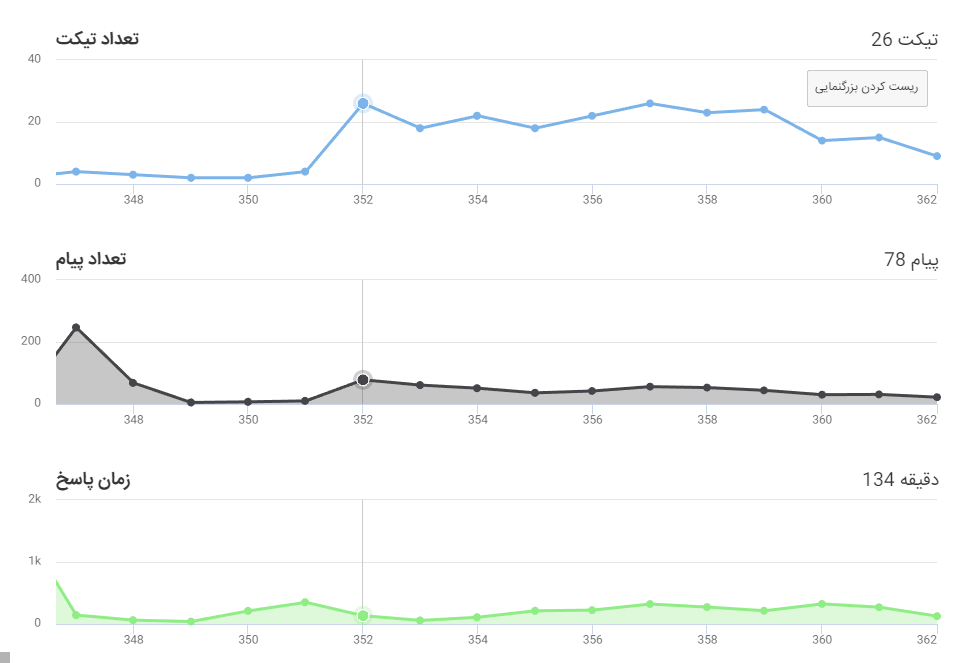 تعداد تیکت
تیکت 26
ریست کردن بزرگنمایی
40
20
0
348 350 352 354 356 358 360 362
تعداد پیام
پیام 78
400
200
0
348 350 352 354 356 358 360 362
زمان پاسخ
دقیقه 134
2k
1k
0
348 350 352 354 356 358 360 362